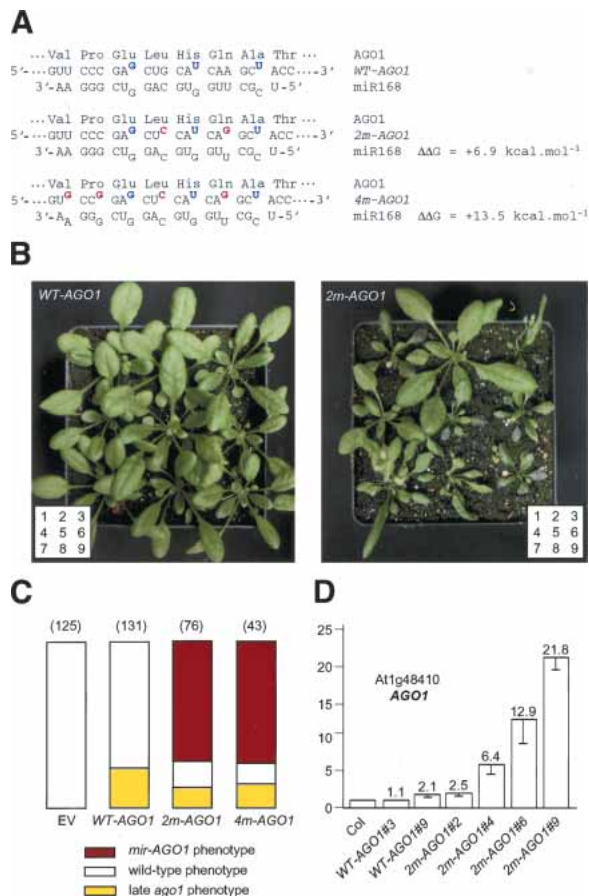 A
... Val Pro Glu Leu His Gln Ala Thr ... AGO1
5'-GUU CCC GAG CUG CAU CAA GCU ACC...-3' WT-AGO1
3'-AA GGG CUG GACGUG GUU CGC U-5' miR168
... Val Pro Glu Leu His Gln Ala Thr ... AGO1
5'-GUU CCC GAG CUC CAU CAG GCU ACC...-3' 2m-AGO1
3'-AA GGG CUG GACGUG GUU CGC U-5' miR168 ΔΔG = +6.9 kcal.mol-1
... Val Pro Glu Leu His Gln Ala Thr ... AGO1
5'-GUG CCG GAG CUC CAU CAG GCU ACC...-3' 4m-AGO1
3'-AA GGG CUG GACGUG GUU CGC U-5' miR168 ΔΔG = +13.5 kcal.mol-1
B
WT-AGO1
1 2 3
4 5 6
7 8 9
2m-AGO1
1 2 3
4 5 6
7 8 9
C
(125) (131) (76) (43)
EV WT-AGO1 2m-AGO1 4m-AGO1
mir-AGO1 phenotype
wild-type phenotype
late ago1 phenotype
D
25
20
15
10
5
0
At1g48410
AGO1
1.1
2.1
2.5
6.4
12.9
21.8
Col
WT-AGO1#3
WT-AGO1#9
2m-AGO1#2
2m-AGO1#4
2m-AGO1#6
2m-AGO1#9